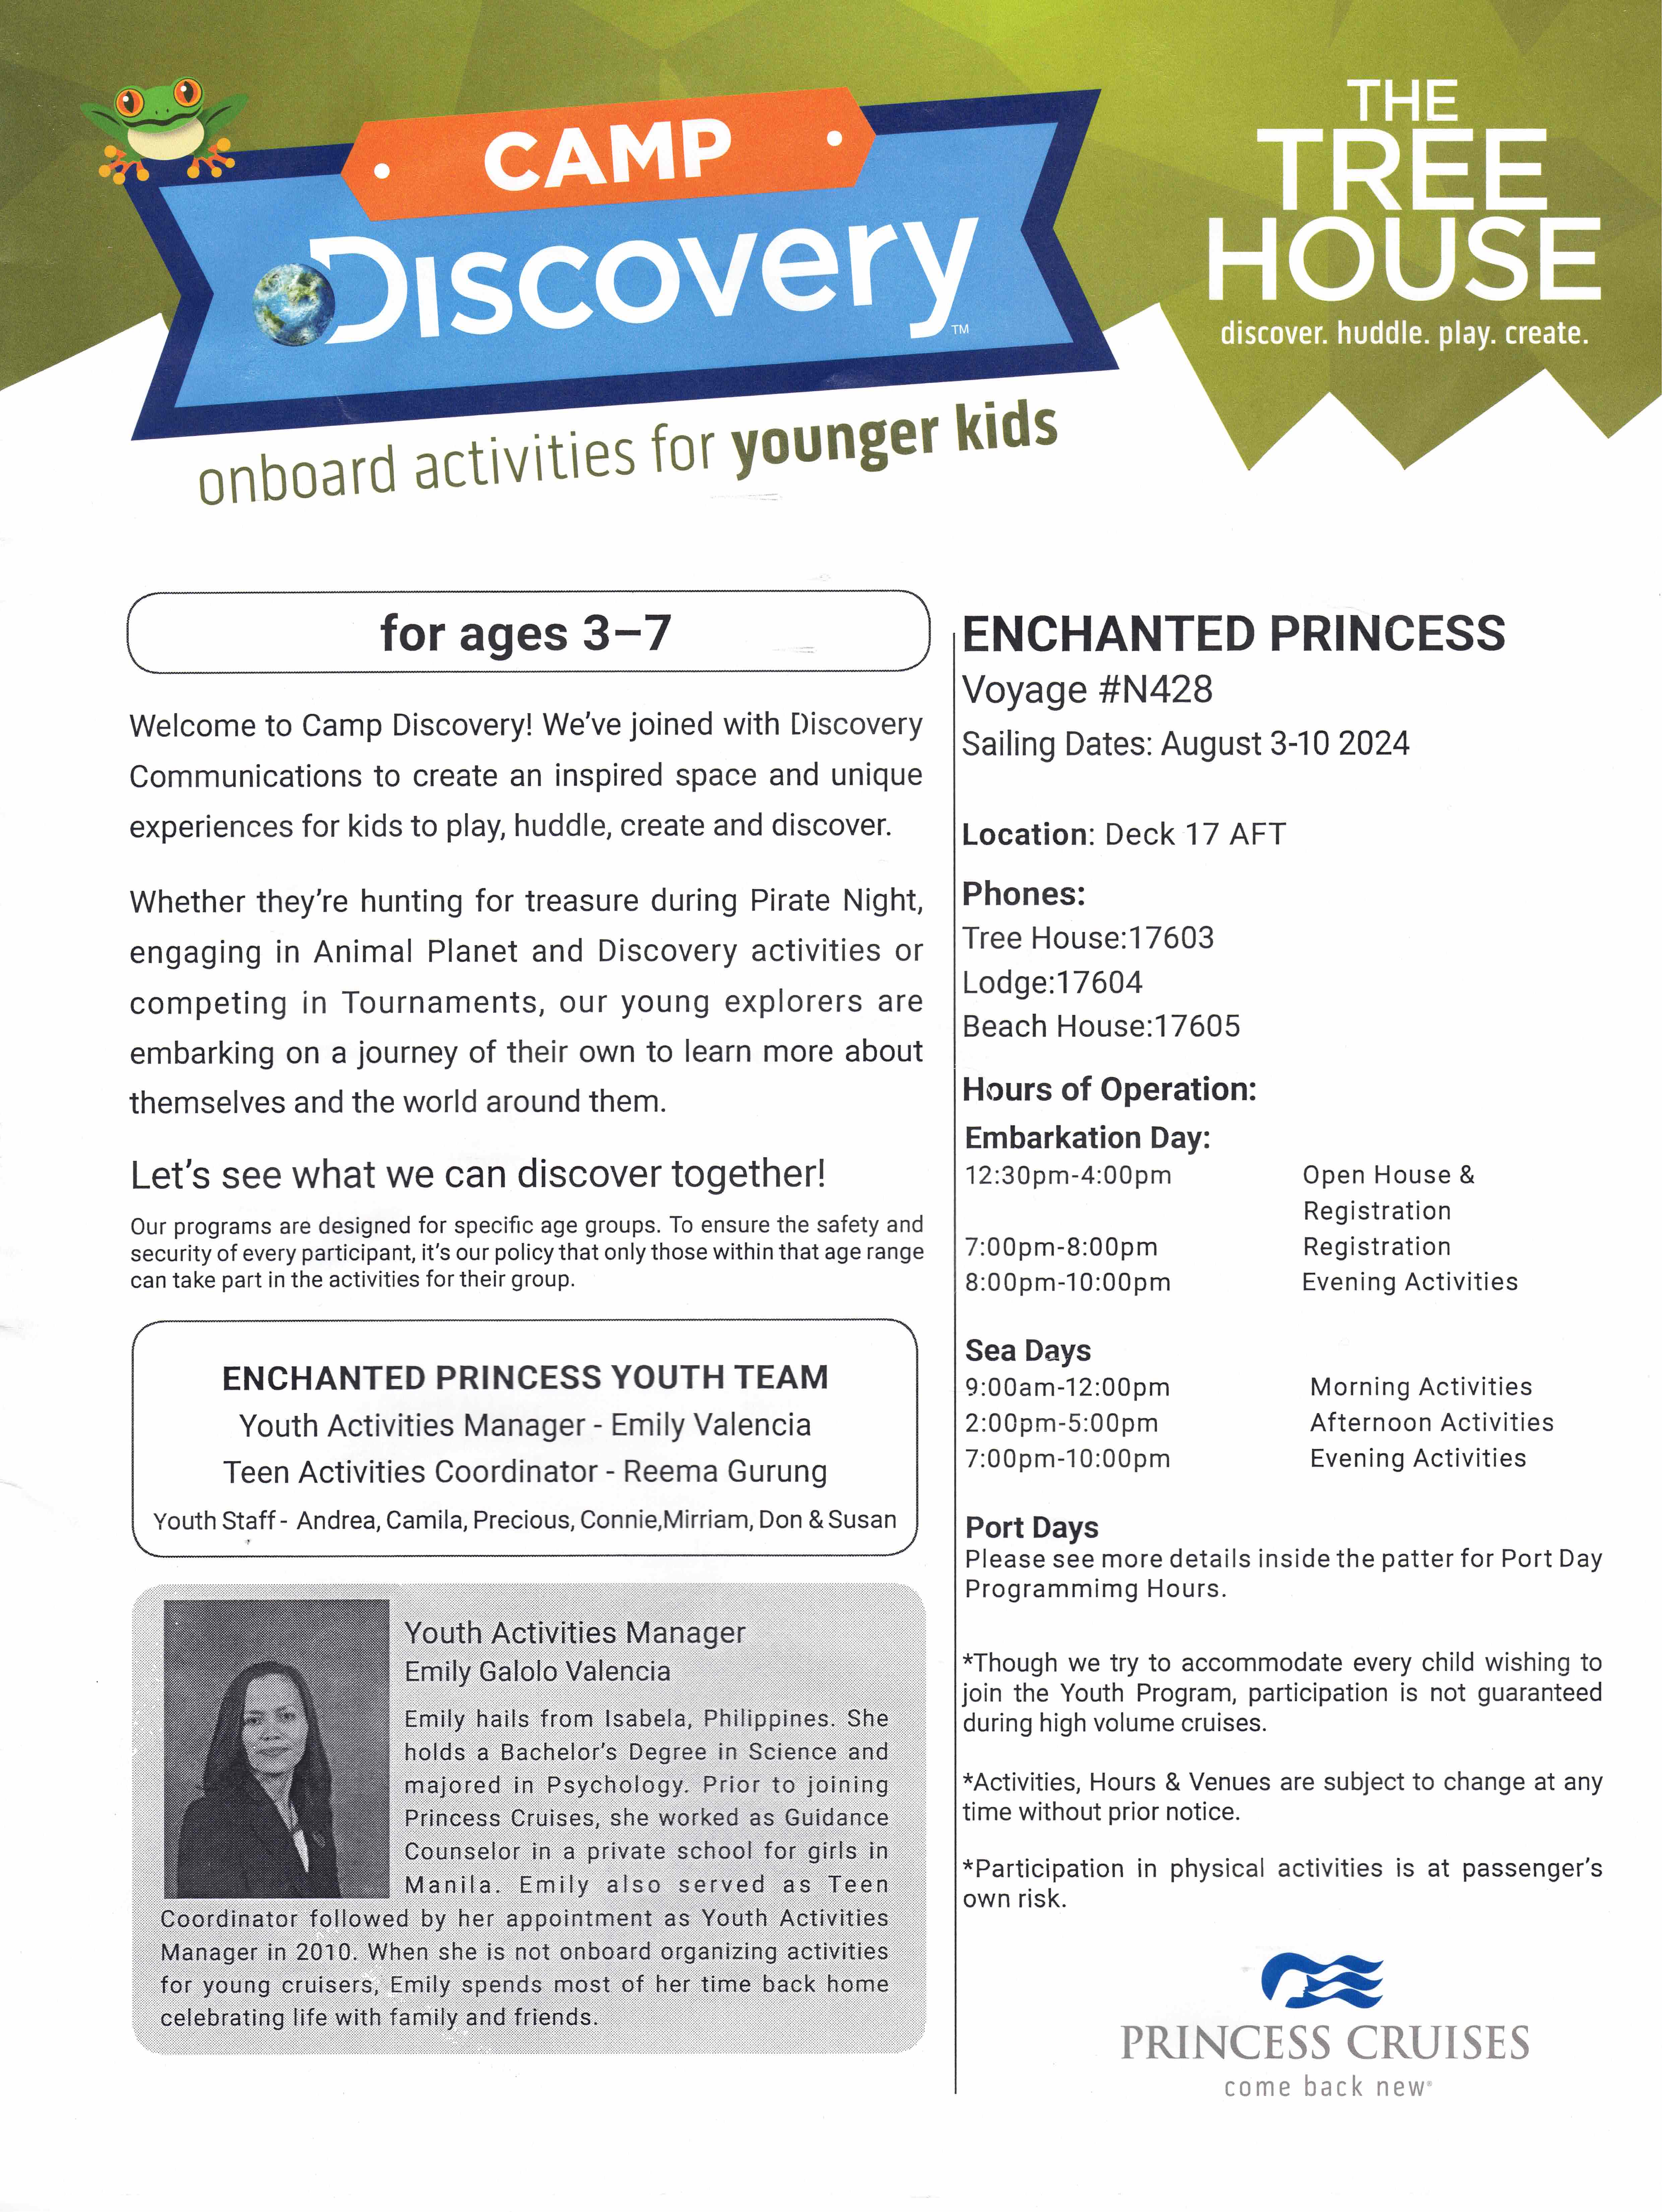 CAMP
DISCOVERY
TM
onboard activities for younger kids
THE
TREE
HOUSE
discover. huddle. play. create.
for ages 3–7
Welcome to Camp Discovery! We've joined with Discovery
Communications to create an inspired space and unique
experiences for kids to play, huddle, create and discover.
Whether they're hunting for treasure during Pirate Night,
engaging in Animal Planet and Discovery activities or
competing in Tournaments, our young explorers are
embarking on a journey of their own to learn more about
themselves and the world around them.
Let's see what we can discover together!
Our programs are designed for specific age groups. To ensure the safety and
security of every participant, it's our policy that only those within that age range
can take part in the activities for their group.
ENCHANTED PRINCESS YOUTH TEAM
Youth Activities Manager - Emily Valencia
Teen Activities Coordinator - Reema Gurung
Youth Staff - Andrea, Camila, Precious, Connie,Mirriam, Don & Susan
Youth Activities Manager
Emily Galolo Valencia
Emily hails from Isabela, Philippines. She
holds a Bachelor's Degree in Science and
majored in Psychology. Prior to joining
Princess Cruises, she worked as Guidance
Counselor in a private school for girls in
Manila. Emily also served as Teen
Coordinator followed by her appointment as Youth Activities
Manager in 2010. When she is not onboard organizing activities
for young cruisers, Emily spends most of her time back home
celebrating life with family and friends.
ENCHANTED PRINCESS
Voyage #N428
Sailing Dates: August 3-10 2024
Location: Deck 17 AFT
Phones:
Tree House:17603
Lodge:17604
Beach House:17605
Hours of Operation:
Embarkation Day:
12:30pm-4:00pm Open House &
Registration
7:00pm-8:00pm Registration
8:00pm-10:00pm Evening Activities
Sea Days
9:00am-12:00pm Morning Activities
2:00pm-5:00pm Afternoon Activities
7:00pm-10:00pm Evening Activities
Port Days
Please see more details inside the patter for Port Day
Programmimg Hours.
*Though we try to accommodate every child wishing to
join the Youth Program, participation is not guaranteed
during high volume cruises.
*Activities, Hours & Venues are subject to change at any
time without prior notice.
*Participation in physical activities is at passenger's
own risk.
PRINCESS CRUISES
come back new®